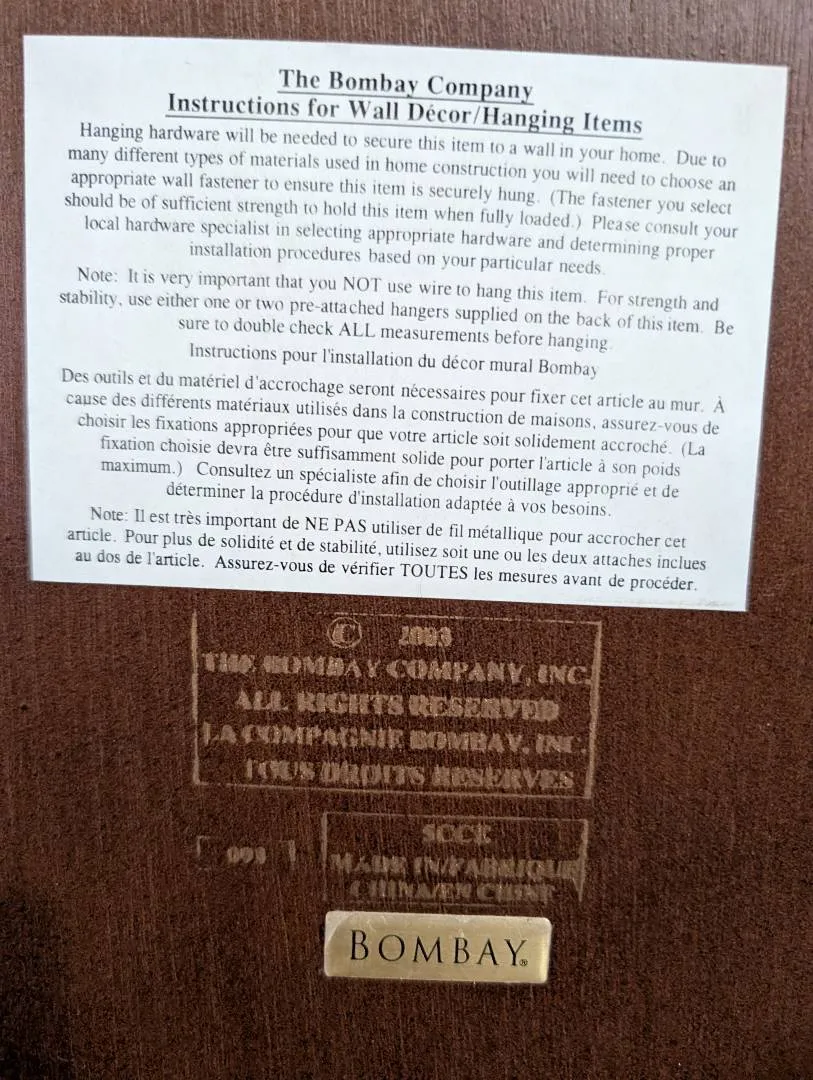 The Bombay Company
Instructions for Wall Décor/Hanging Items
Hanging hardware will be needed to secure this item to a wall in your home. Due to
many different types of materials used in home construction you will need to choose an
appropriate wall fastener to ensure this item is securely hung. (The fastener you select
should be of sufficient strength to hold this item when fully loaded.) Please consult your
local hardware specialist in selecting appropriate hardware and determining proper
installation procedures based on your particular needs.
Note: It is very important that you NOT use wire to hang this item. For strength and
stability, use either one or two pre-attached hangers supplied on the back of this item. Be
sure to double check ALL measurements before hanging.
Instructions pour l'installation du décor mural Bombay
Des outils et du matériel d'accrochage seront nécessaires pour fixer cet article au mur. À
cause des différents matériaux utilisés dans la construction de maisons, assurez-vous de
choisir les fixations appropriées pour que votre article soit solidement accroché. (La
fixation choisie devra être suffisamment solide pour porter l'article à son poids
maximum.) Consultez un spécialiste afin de choisir l'outillage approprié et de
déterminer la procédure d'installation adaptée à vos besoins.
Note: Il est très important de NE PAS utiliser de fil métallique pour accrocher cet
article. Pour plus de solidité et de stabilité, utilisez soit une ou les deux attaches inclues
au dos de l'article. Assurez-vous de vérifier TOUTES les mesures avant de procéder.
©
THE BOMBAY COMPANY, INC.
ALL RIGHTS RESERVED
LA COMPAGNIE BOMBAY, INC.
TOUS DROITS RESERVES
MADE IN/FABRIQUE
CHINA/EN CHINE
BOMBAY®